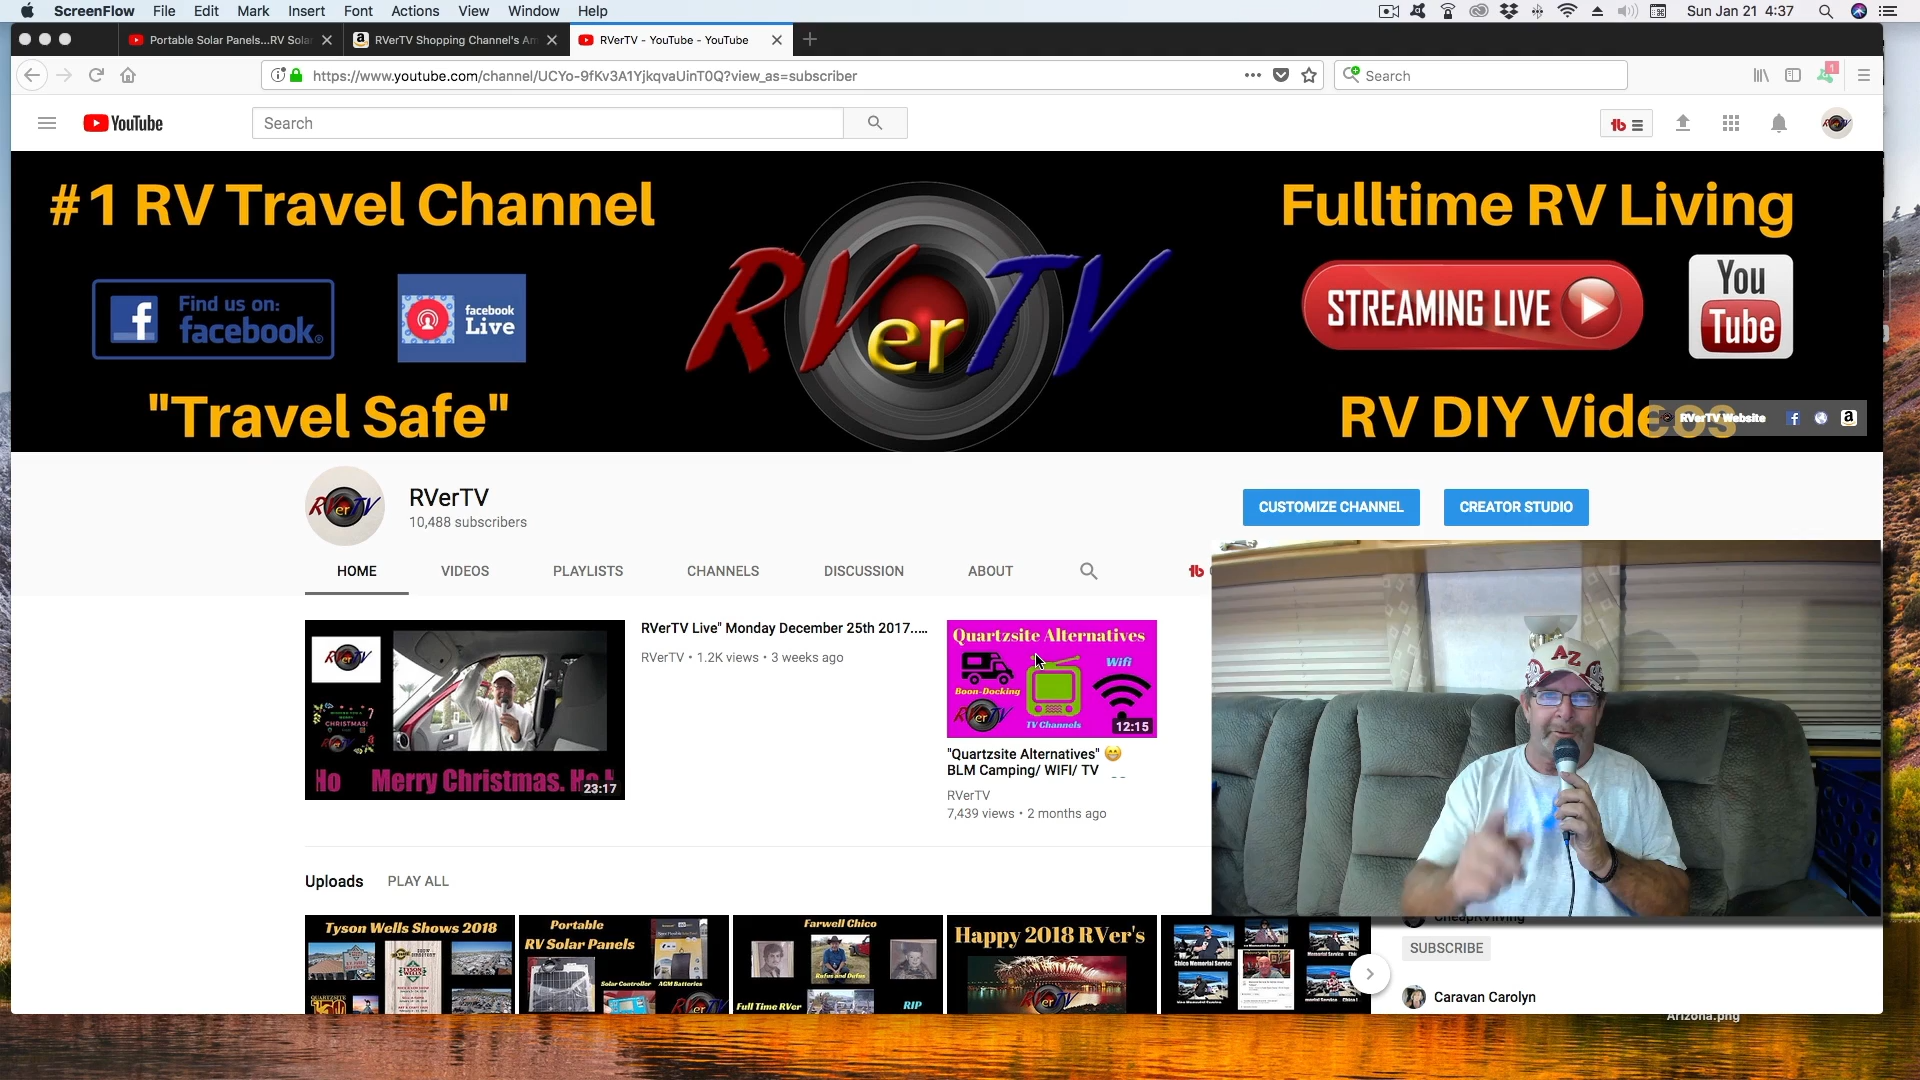 ScreenFlow File Edit Mark Insert Font Actions View Window Help Sun Jan 21 4:37
Portable Solar Panels...RV Sola
RVerTV Shopping Channel's Am
RVerTV - YouTube - YouTube
https://www.youtube.com/channel/UCYo-9fKv3A1YjkqvaUinT0Q?view_as=subscriber
Search
1
YouTube
Search
#1 RV Travel Channel
Fulltime RV Living
Find us on:
facebook.
facebook
Live
RVerTV
STREAMING LIVE
You
Tube
"Travel Safe"
RV DIY Videos
RVerTV Website
RVerTV
10,488 subscribers
CUSTOMIZE CHANNEL
CREATOR STUDIO
HOME VIDEOS PLAYLISTS CHANNELS DISCUSSION ABOUT
RVerTV Live" Monday December 25th 2017.....
RVerTV • 1.2K views • 3 weeks ago
Merry Christmas.
23:17
Quartzsite Alternatives
Wifi
Boon-Docking
TV Channels
12:15
"Quartzsite Alternatives" 😁
BLM Camping/ WIFI/ TV
RVerTV
7,439 views • 2 months ago
AZ
Uploads PLAY ALL
Tyson Wells Shows 2018
Portable
RV Solar Panels
Solar Controller
AGM Batteries
Farwell Chico
Rufus and Dufus
Full Time RVer
RIP
Happy 2018 RVer's
CheapRVliving
SUBSCRIBE
Caravan Carolyn
Arizona.png